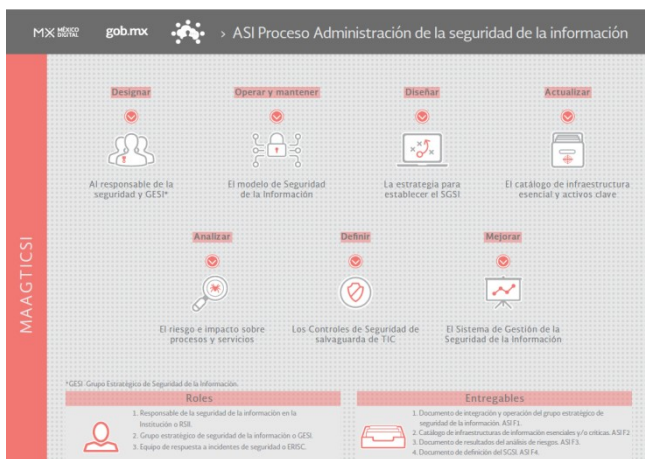 MX MÉXICO DIGITAL gob.mx › ASI Proceso Administración de la seguridad de la información
MAAGTICSI
Designar
Al responsable de la
seguridad y GESI*
Operar y mantener
El modelo de Seguridad
de la Información
Diseñar
La estrategia para
establecer el SGSI
Actualizar
El catálogo de infraestructura
esencial y activos clave
Analizar
El riesgo e impacto sobre
procesos y servicios
Definir
Los Controles de Seguridad de
salvaguarda de TIC
Mejorar
El Sistema de Gestión de la
Seguridad de la Información
*GESI Grupo Estratégico de Seguridad de la Información.
Roles
1. Responsable de la seguridad de la información en la
Institución o RSII.
2. Grupo estratégico de seguridad de la información o GESI.
3. Equipo de respuesta a incidentes de seguridad o ERISC.
Entregables
1. Documento de integración y operación del grupo estratégico de
seguridad de la información. ASI F1.
2. Catálogo de infraestructuras de información esenciales y/o críticas. ASI F2
3. Documento de resultados del análisis de riesgos. ASI F3.
4. Documento de definición del SGSI. ASI F4.